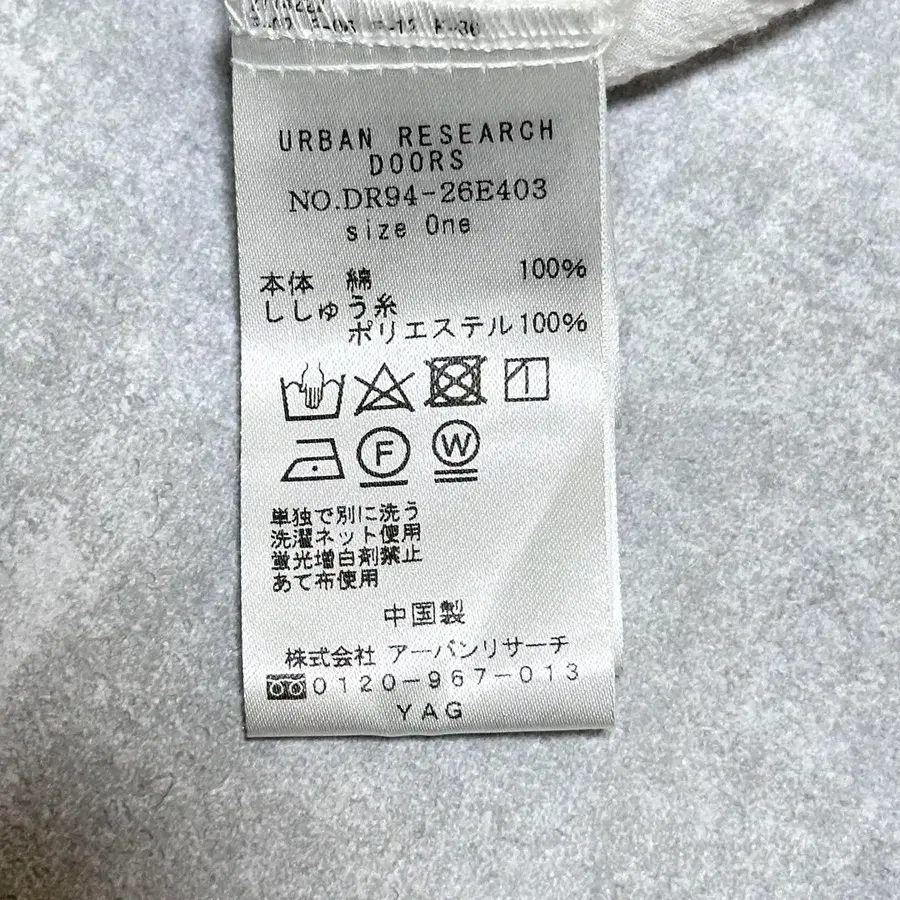 URBAN RESEARCH
DOORS
NO.DR94-26E403
size One
本体 綿 100%
ししゅう糸
ポリエステル100%
F
W
単独で別に洗う
洗濯ネット使用
蛍光増白剤禁止
あて布使用
中国製
株式会社 アーバンリサーチ
0120-967-013
YAG